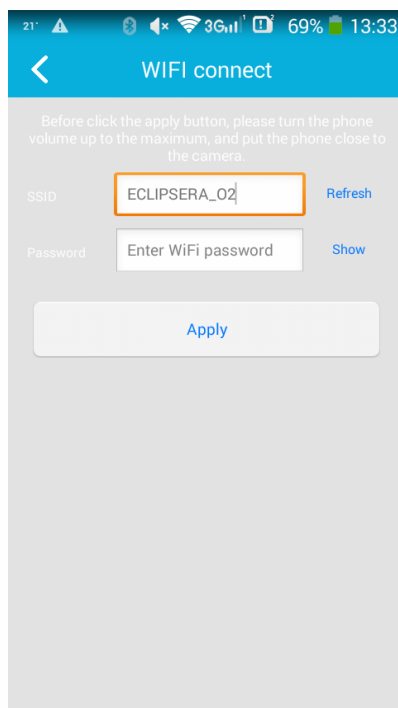 21° 3G 69% 13:33
WIFI connect
Before click the apply button, please turn the phone
volume up to the maximum, and put the phone close to
the camera.
SSID ECLIPSERA_O2 Refresh
Password Enter WiFi password Show
Apply